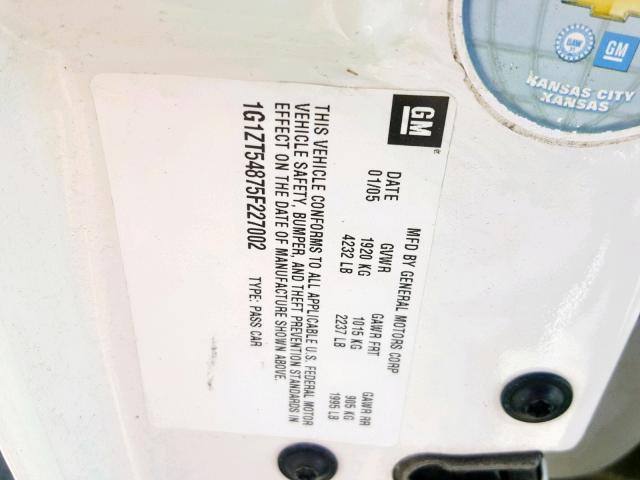 GM
MFD BY GENERAL MOTORS CORP
DATE GVWR GAWR FRT GAWR RR
01/05 1920 KG 1015 KG 905 KG
4232 LB 2237 LB 1995 LB
THIS VEHICLE CONFORMS TO ALL APPLICABLE U.S. FEDERAL MOTOR
VEHICLE SAFETY, BUMPER, AND THEFT PREVENTION STANDARDS IN
EFFECT ON THE DATE OF MANUFACTURE SHOWN ABOVE.
1G1ZT54875F227002 TYPE: PASS CAR
UAW
GM
KANSAS CITY
KANSAS